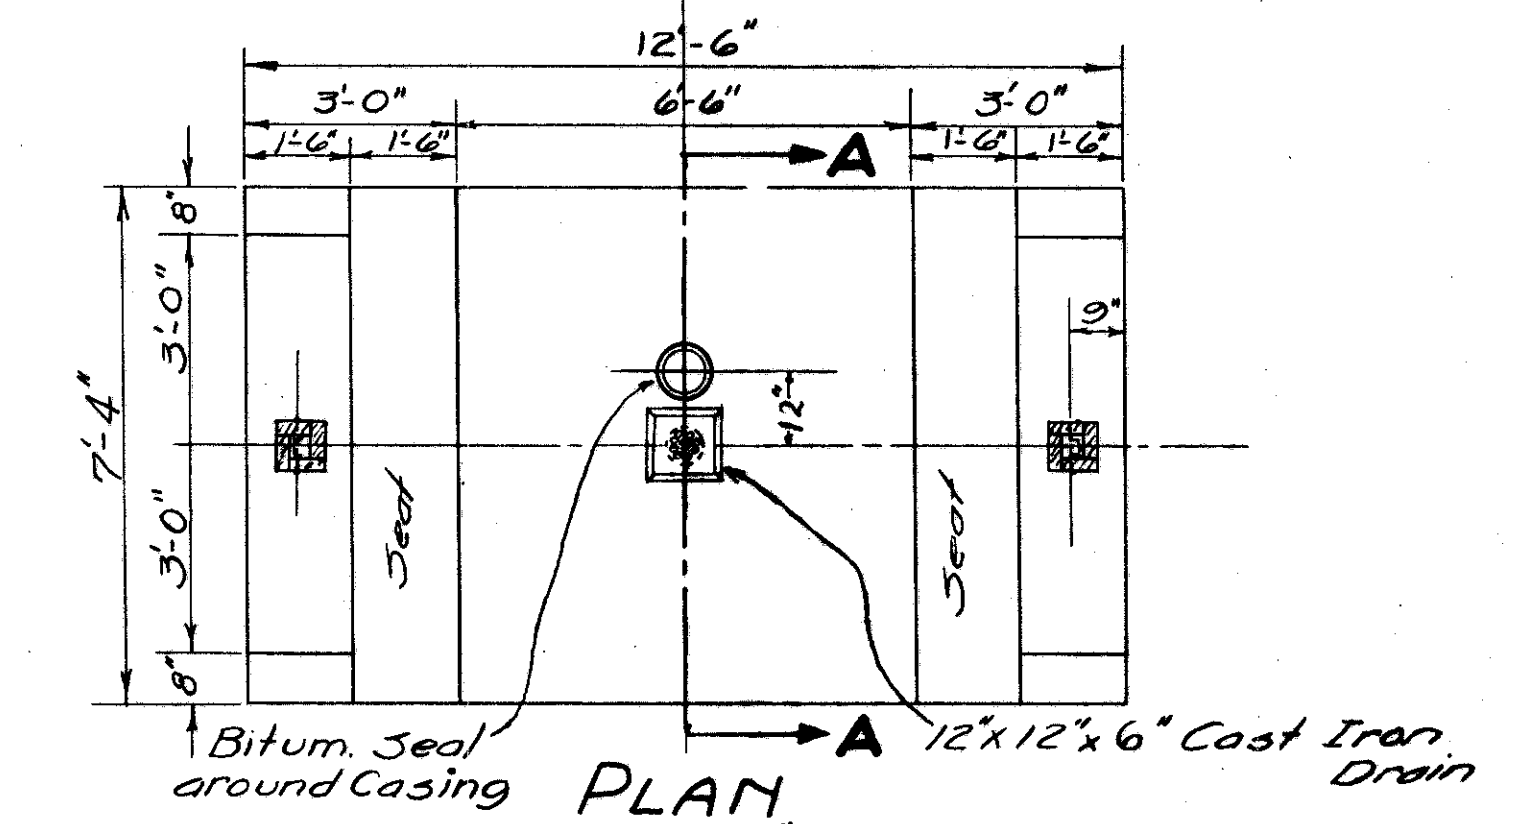 12'-6"
3'-0" 6'-6" 3'-0"
1'-6" 1'-6" A 1'-6" 1'-6"
8"
3'-0"
9"
7'-4"
12"
Seat
Seat
3'-0"
8"
Bitum. Seal
around Casing
A
12"x12"x6" Cast Iron
Drain
PLAN